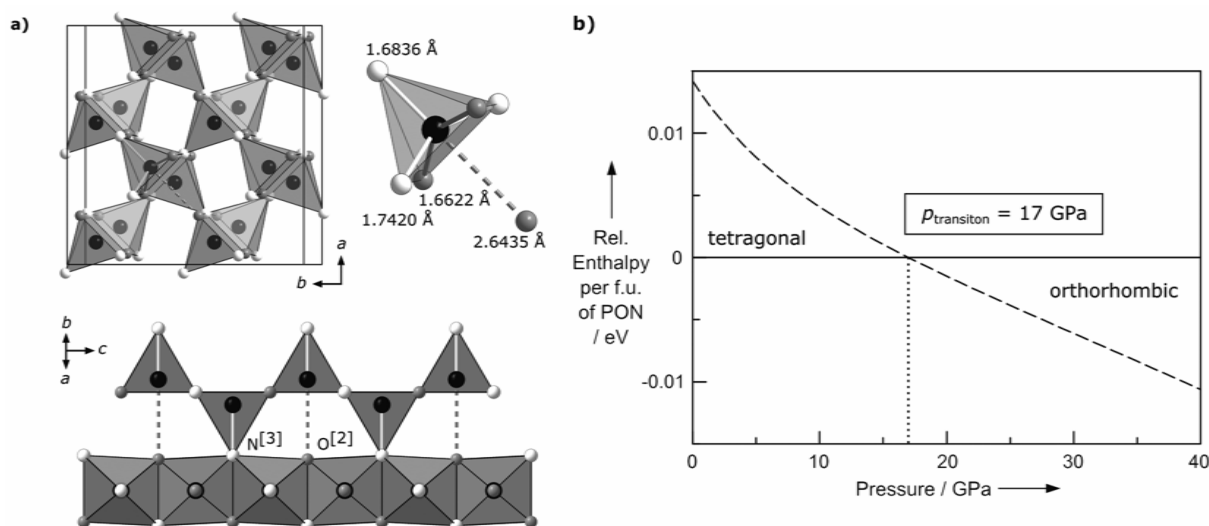 a)
1.6836 Å
1.6622 Å
1.7420 Å
2.6435 Å
a
b
b
c
a
N[3]
O[2]
b)
0.01
0
-0.01
Rel.
Enthalpy
per f.u.
of PON
/ eV
tetragonal
ptransiton = 17 GPa
orthorhombic
0
10
20
30
40
Pressure / GPa